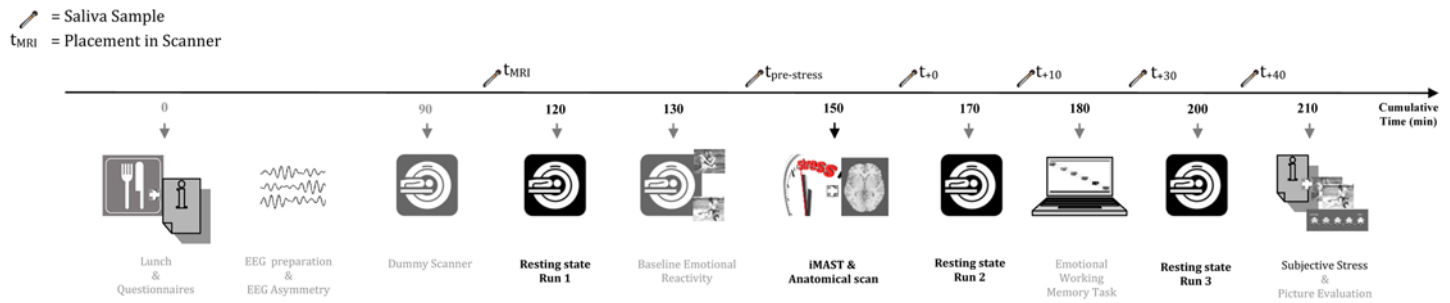 = Saliva Sample
tMRI = Placement in Scanner
tMRI
tpre-stress
t+0
t+10
t+30
t+40
0
90
120
130
150
170
180
200
210
Cumulative
Time (min)
stress
i
i
Lunch
&
Questionnaires
EEG preparation
&
EEG Asymmetry
Dummy Scanner
Resting state
Run 1
Baseline Emotional
Reactivity
iMAST &
Anatomical scan
Resting state
Run 2
Emotional
Working
Memory Task
Resting state
Run 3
Subjective Stress
&
Picture Evaluation